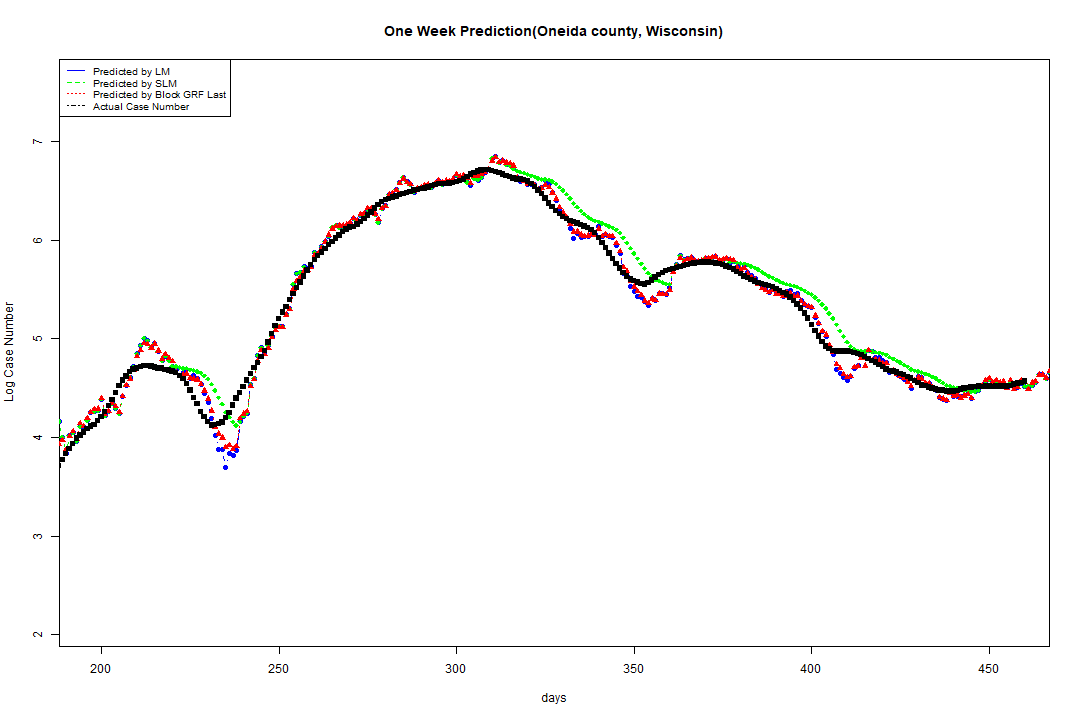 One Week Prediction(Oneida county, Wisconsin)
Predicted by LM
Predicted by SLM
Predicted by Block GRF Last
Actual Case Number
7
6
5
4
3
2
Log Case Number
200 250 300 350 400 450
days